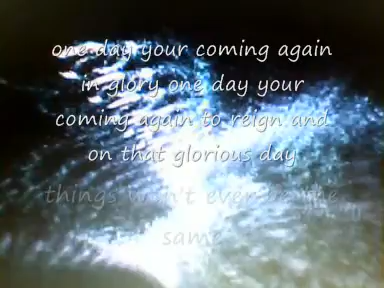 one day your coming again
in glory one day your
coming again to reign and
on that glorious day
things won't even be the
same